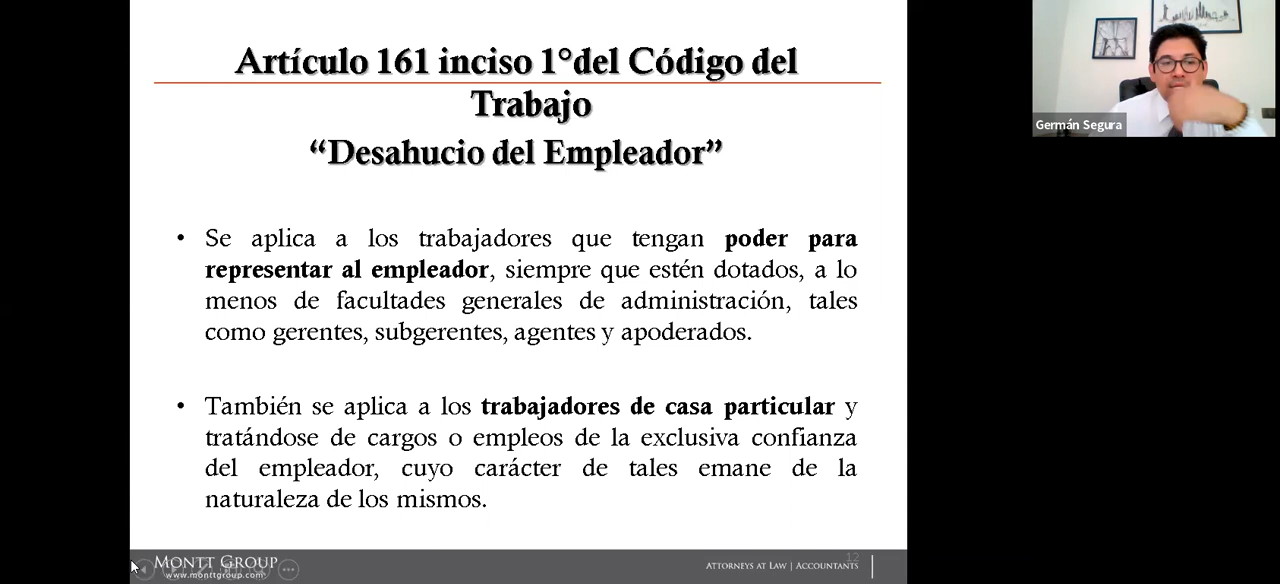 Artículo 161 inciso 1°del Código del
Trabajo
“Desahucio del Empleador”
• Se aplica a los trabajadores que tengan poder para
representar al empleador, siempre que estén dotados, a lo
menos de facultades generales de administración, tales
como gerentes, subgerentes, agentes y apoderados.
• También se aplica a los trabajadores de casa particular y
tratándose de cargos o empleos de la exclusiva confianza
del empleador, cuyo carácter de tales emane de la
naturaleza de los mismos.
12
Montt Group
www.monttgroup.com
Attorneys at Law | Accountants
Germán Segura